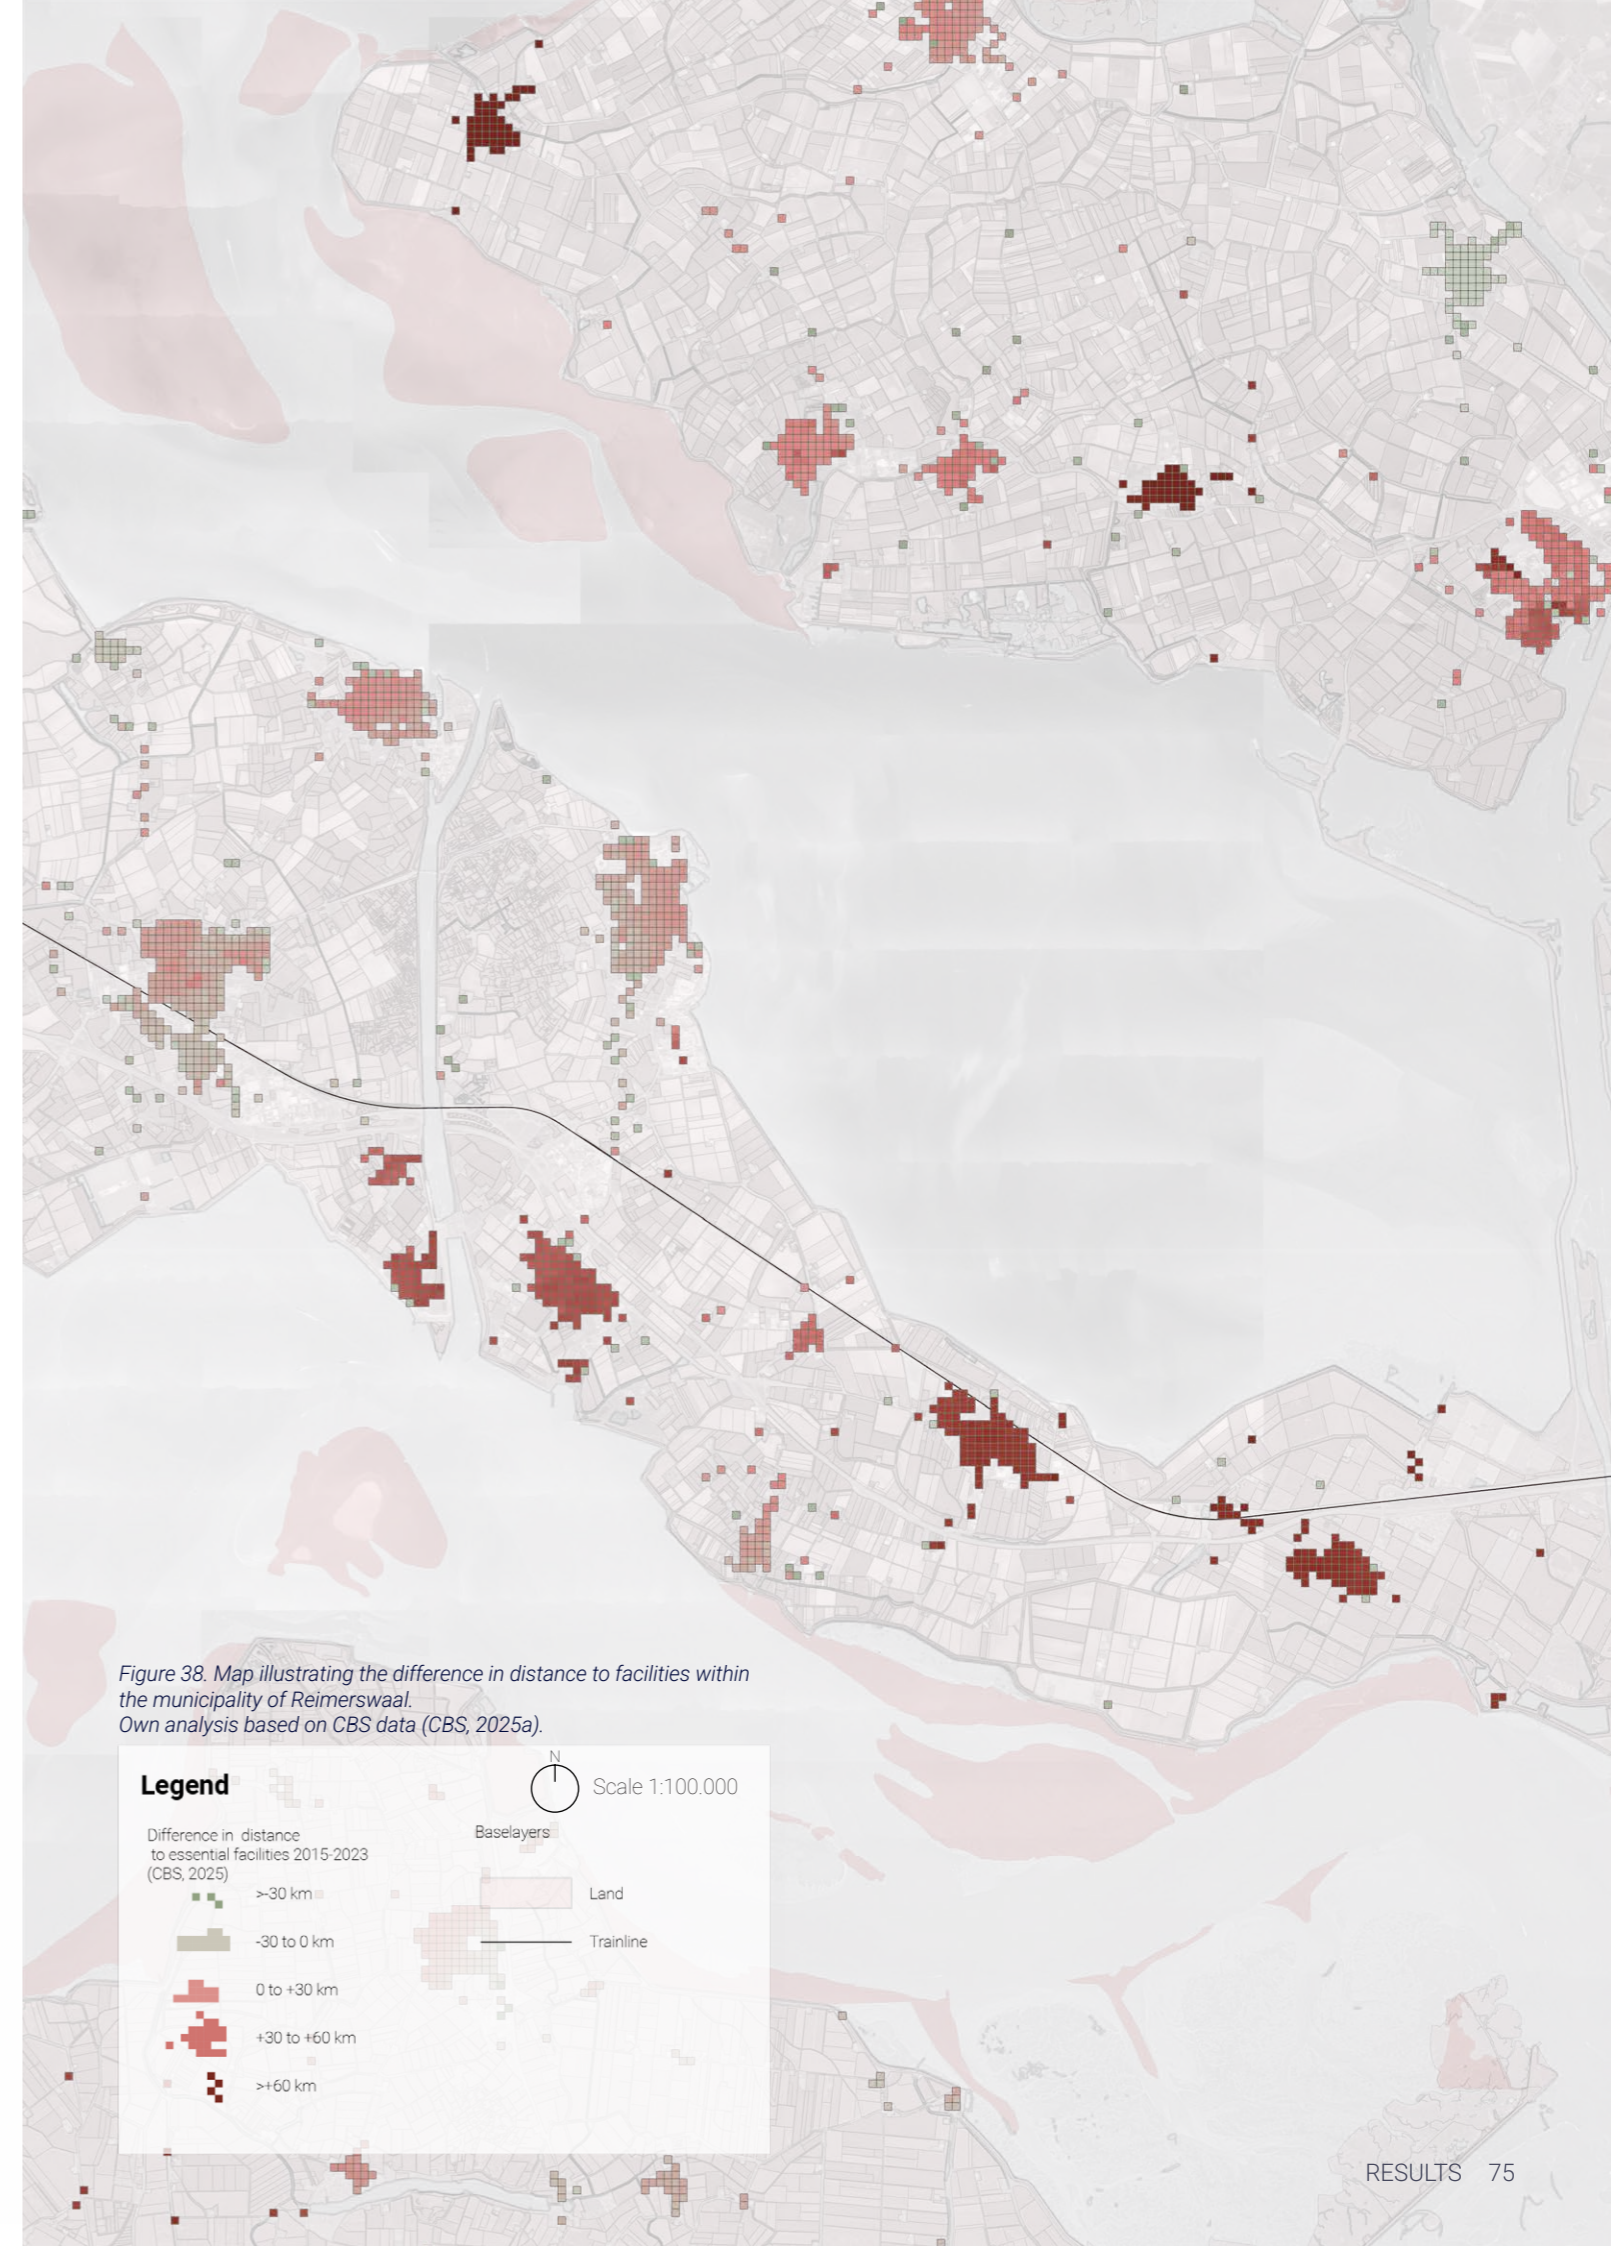 Figure 38. Map illustrating the difference in distance to facilities within
the municipality of Reimerswaal.
Own analysis based on CBS data (CBS, 2025a).
Legend
N
Scale 1:100.000
Difference in distance
to essential facilities 2015-2023
(CBS, 2025)
>-30 km
-30 to 0 km
0 to +30 km
+30 to +60 km
>+60 km
Baselayers
Land
Trainline
RESULTS 75